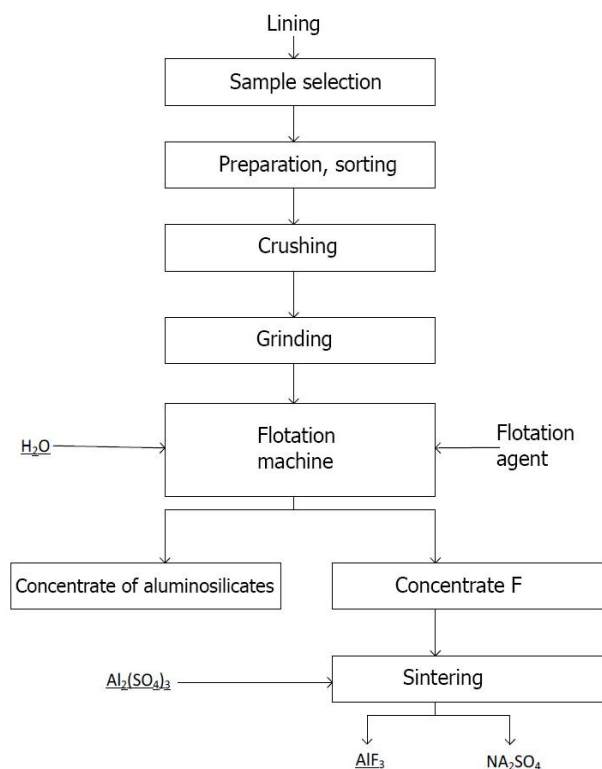 Lining
Sample selection
Preparation, sorting
Crushing
Grinding
H₂O
Flotation
machine
Flotation
agent
Concentrate of aluminosilicates
Concentrate F
Al₂(SO₄)₃
Sintering
AlF₃
NA₂SO₄